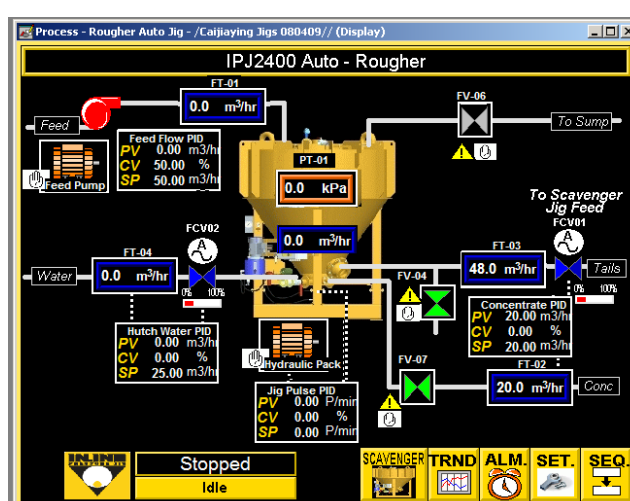 Process - Rougher Auto Jig - /Caijiaying Jigs 080409// (Display)
IPJ2400 Auto - Rougher
FT-01
0.0 m³/hr
FV-06
Feed
To Sump
Feed Flow PID
PV 0.00 m3/hr
CV 50.00 %
SP 50.00 m3/hr
Feed Pump
PT-01
0.0 kPa
To Scavenger
Jig Feed
FCV01
A
FCV02
A
0.0 m³/hr
FT-04
FT-03
Water
0.0 m³/hr
48.0 m³/hr
Tails
FV-04
0% 100%
0% 100%
Hutch Water PID
PV 0.00 m3/hr
CV 0.00 %
SP 25.00 m3/hr
Concentrate PID
PV 20.00 m3/hr
CV 0.00 %
SP 20.00 m3/hr
Hydraulic Pack
FV-07
FT-02
20.0 m³/hr
Conc
Jig Pulse PID
PV 0.00 P/min
CV 0.00 %
SP 0.00 P/min
INLINE
PRESSURE JIG
Stopped
Idle
SCAVENGER
TRND
ALM.
SET.
SEQ.